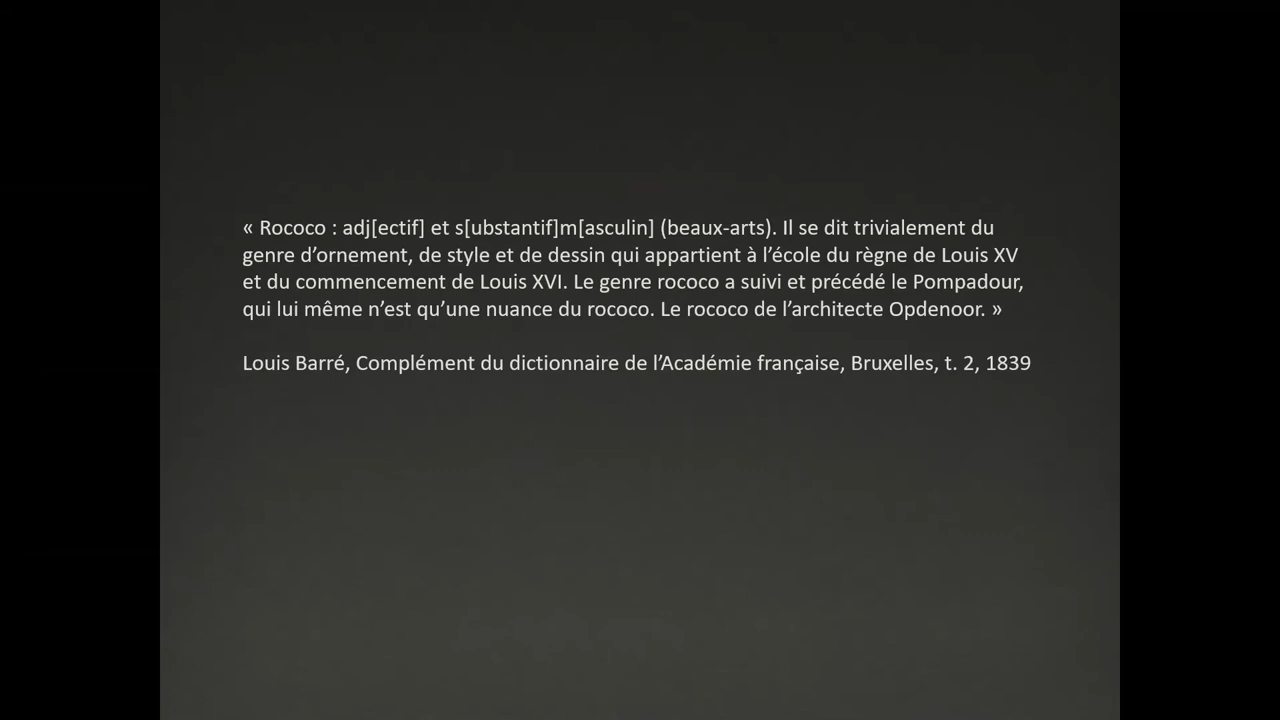 « Rococo : adj[ectif] et s[ubstantif]m[asculin] (beaux-arts). Il se dit trivialement du
genre d’ornement, de style et de dessin qui appartient à l’école du règne de Louis XV
et du commencement de Louis XVI. Le genre rococo a suivi et précédé le Pompadour,
qui lui même n’est qu’une nuance du rococo. Le rococo de l’architecte Opdenoor. »
Louis Barré, Complément du dictionnaire de l’Académie française, Bruxelles, t. 2, 1839